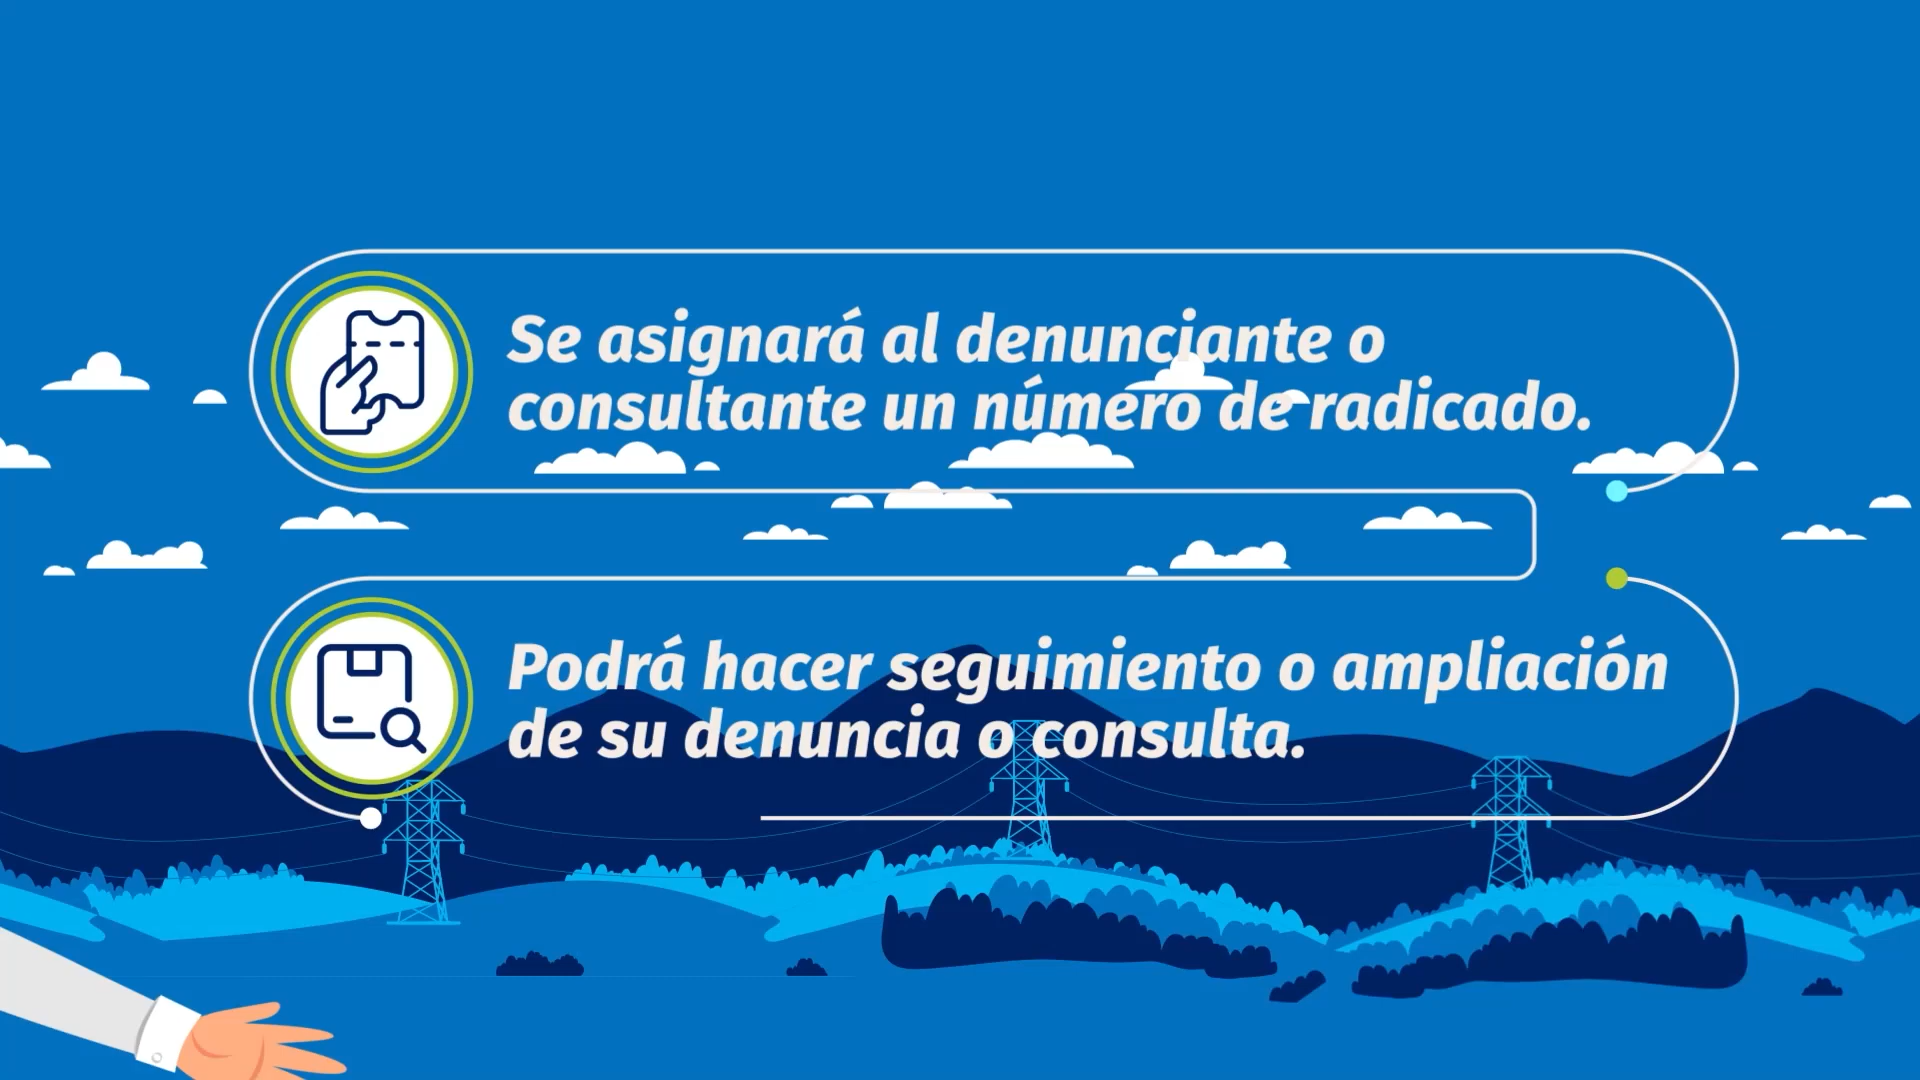 Se asignará al denunciante o
consultante un número de radicado.
Podrá hacer seguimiento o ampliación
de su denuncia o consulta.